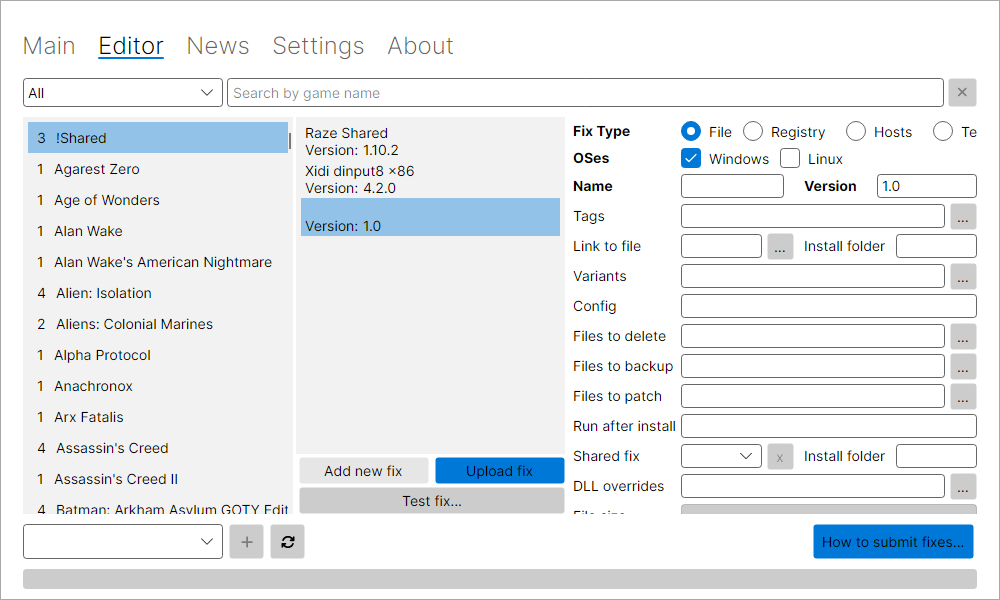 Main Editor News Settings About
All
Search by game name
3 !Shared
1 Agarest Zero
1 Age of Wonders
1 Alan Wake
1 Alan Wake's American Nightmare
4 Alien: Isolation
2 Aliens: Colonial Marines
1 Alpha Protocol
1 Anachronox
1 Arx Fatalis
4 Assassin's Creed
1 Assassin's Creed II
4 Batman: Arkham Asylum GOTY Edit
Raze Shared
Version: 1.10.2
Xidi dinput8 x86
Version: 4.2.0
Version: 1.0
Add new fix Upload fix
Test fix...
Fix Type File Registry Hosts Te
OSes Windows Linux
Name Version 1.0
Tags ...
Link to file ... Install folder
Variants ...
Config
Files to delete ...
Files to backup ...
Files to patch ...
Run after install
Shared fix x Install folder
DLL overrides ...
File size
How to submit fixes...